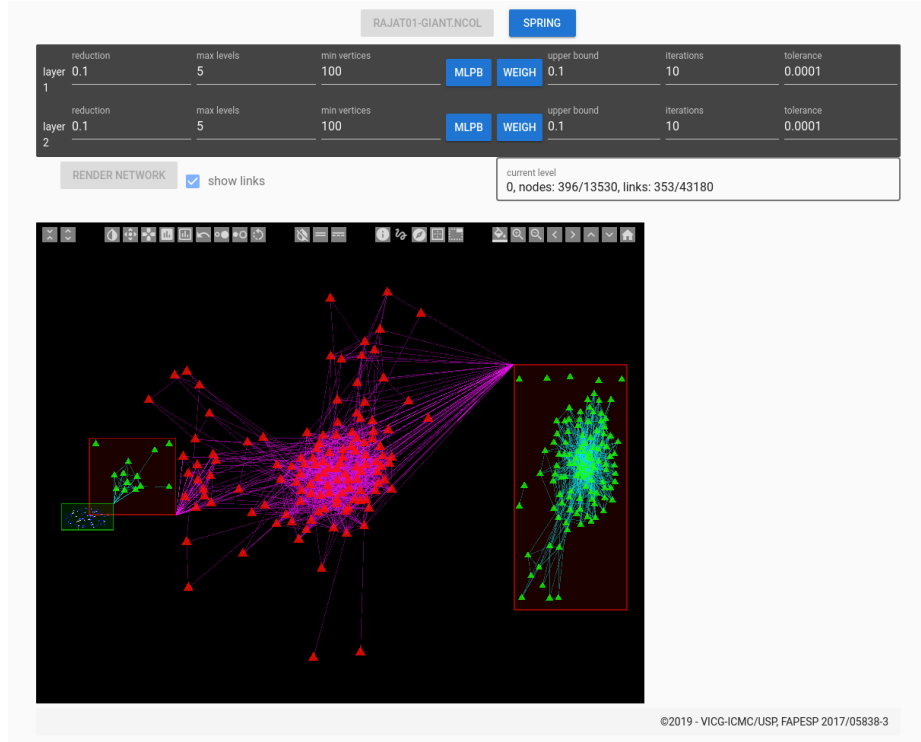 RAJAT01-GIANT.NCOL SPRING
reduction max levels min vertices upper bound iterations tolerance
layer 1 0.1 5 100 MLPB WEIGH 0.1 10 0.0001
reduction max levels min vertices upper bound iterations tolerance
layer 2 0.1 5 100 MLPB WEIGH 0.1 10 0.0001
RENDER NETWORK show links
current level
0, nodes: 396/13530, links: 353/43180
©2019 - VICG-ICMC/USP, FAPESP 2017/05838-3